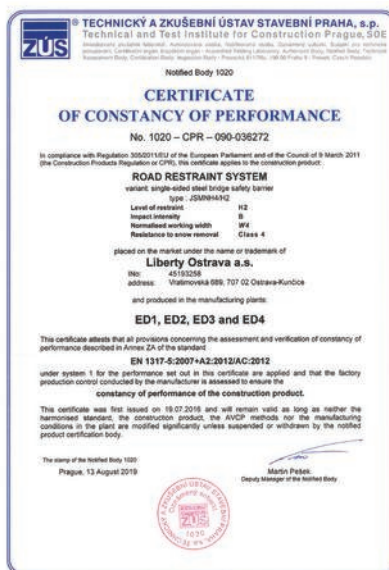 ® TECHNICKÝ A ZKUŠEBNÍ ÚSTAV STAVEBNÍ PRAHA, s.p.
Technical and Test Institute for Construction Prague, SOE
ZÚS
Notified Body 1020
CERTIFICATE
OF CONSTANCY OF PERFORMANCE
No. 1020 – CPR – 090-036272
In compliance with Regulation 305/2011/EU of the European Parliament and of the Council of 9 March 2011
(the Construction Products Regulation or CPR), this certificate applies to the construction product:
ROAD RESTRAINT SYSTEM
variant: single-sided steel bridge safety barrier
type : JSMNH4/H2
Level of restraint H2
Impact intensity B
Normalised working width W4
Resistance to snow removal Class 4
placed on the market under the name or trademark of
Liberty Ostrava a.s.
INo: 45193258
address: Vratimovská 689, 707 02 Ostrava-Kunčice
and produced in the manufacturing plants:
ED1, ED2, ED3 and ED4
This certificate attests that all provisions concerning the assessment and verification of constancy of
performance described in Annex ZA of the standard
EN 1317-5:2007+A2:2012/AC:2012
under system 1 for the performance set out in this certificate are applied and that the factory
production control conducted by the manufacturer is assessed to ensure the
constancy of performance of the construction product.
This certificate was first issued on 19.07.2016 and will remain valid as long as neither the
harmonised standard, the construction product, the AVCP methods nor the manufacturing
conditions in the plant are modified significantly unless suspended or withdrawn by the notified
product certification body.
The stamp of the Notified Body 1020
Prague, 13 August 2019
Martin Pešek
Deputy Manager of the Notified Body
ZÚS
1020